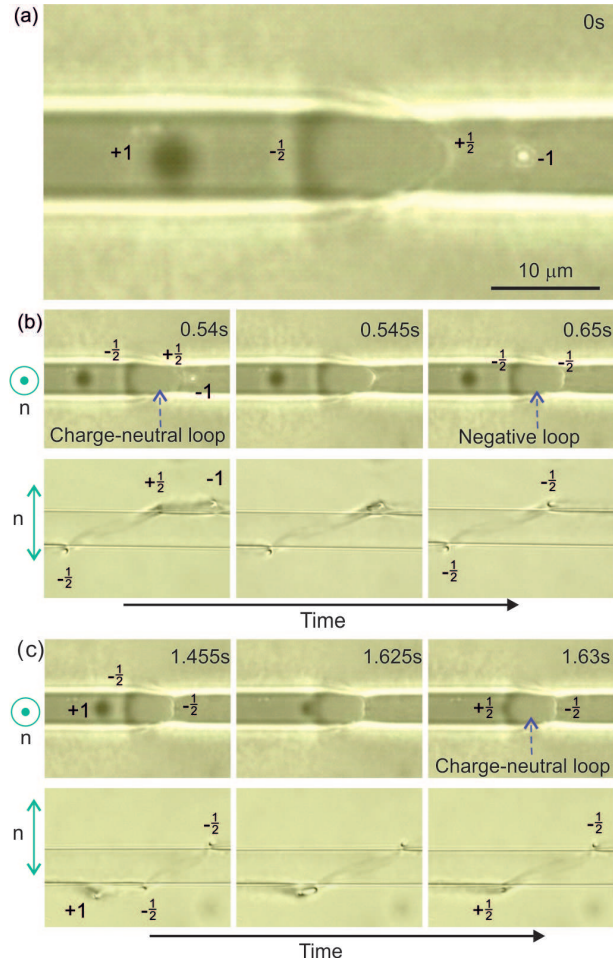 (a)
0s
+1
-1/2
+1/2
-1
10 μm
(b)
0.54s
0.545s
0.65s
-1/2
+1/2
-1
-1/2
-1/2
n
Charge-neutral loop
Negative loop
n
+1/2
-1
-1/2
-1/2
-1/2
Time
(c)
1.455s
1.625s
1.63s
-1/2
+1
-1/2
+1/2
-1/2
n
Charge-neutral loop
n
-1/2
-1/2
+1
-1/2
+1/2
Time